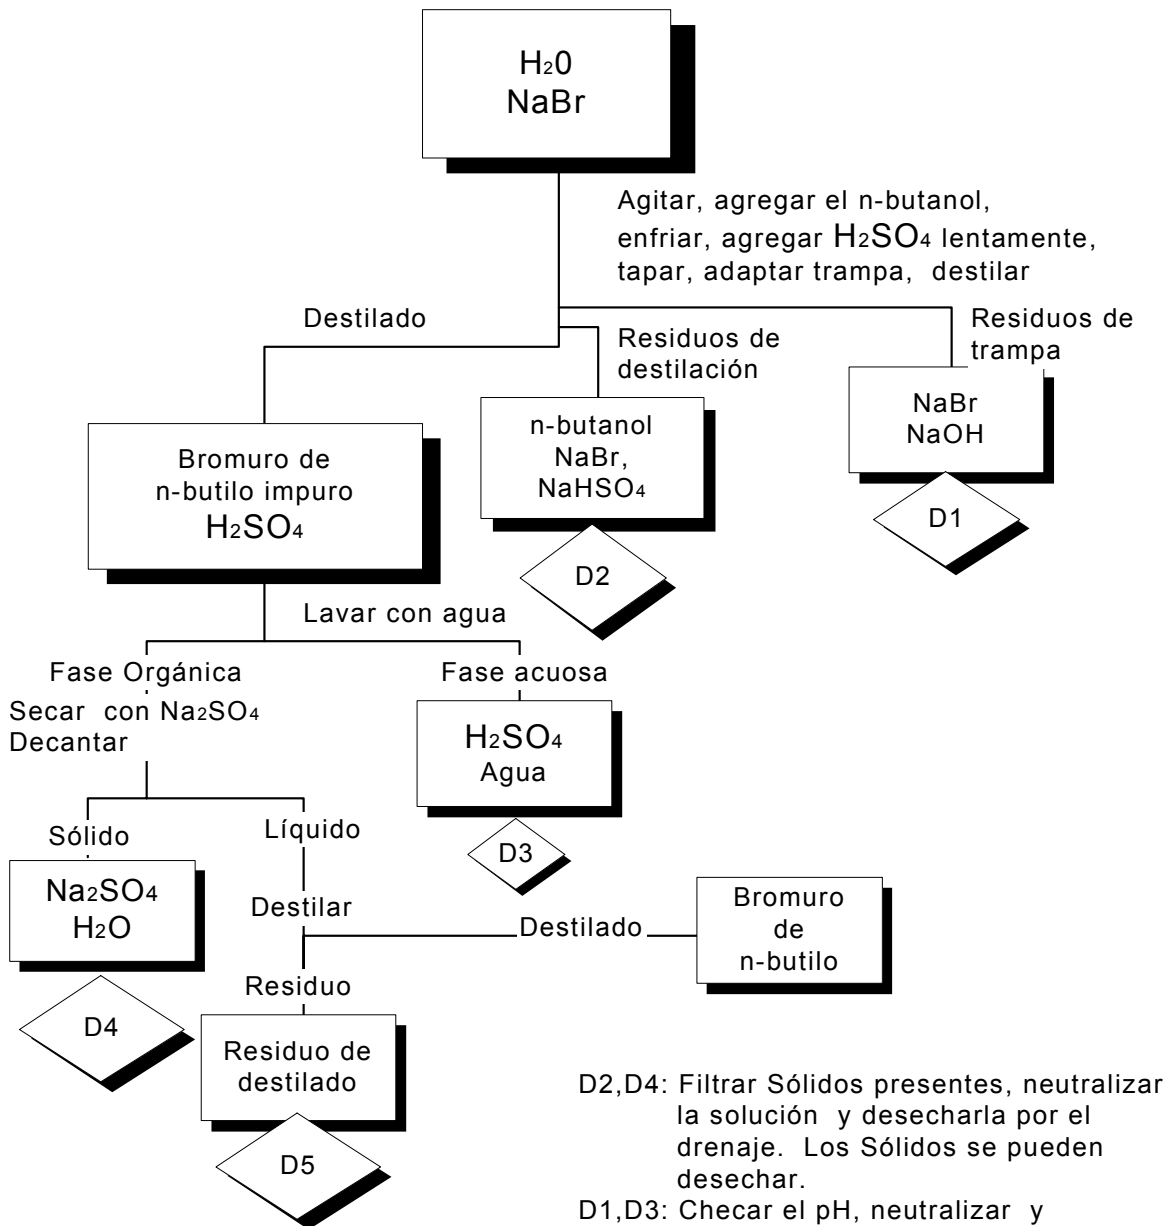 H₂0
NaBr
Agitar, agregar el n-butanol,
enfriar, agregar H₂SO₄ lentamente,
tapar, adaptar trampa, destilar
Destilado
Residuos de
destilación
Residuos de
trampa
Bromuro de
n-butilo impuro
H₂SO₄
n-butanol
NaBr,
NaHSO₄
NaBr
NaOH
D2
D1
Lavar con agua
Fase Orgánica
Secar con Na₂SO₄
Decantar
Fase acuosa
H₂SO₄
Agua
D3
Sólido
Líquido
Na₂SO₄
H₂O
D4
Destilar
Destilado
Bromuro
de
n-butilo
Residuo
Residuo de
destilado
D5
D2,D4: Filtrar Sólidos presentes, neutralizar
la solución y desecharla por el
drenaje. Los Sólidos se pueden
desechar.
D1,D3: Checar el pH, neutralizar y